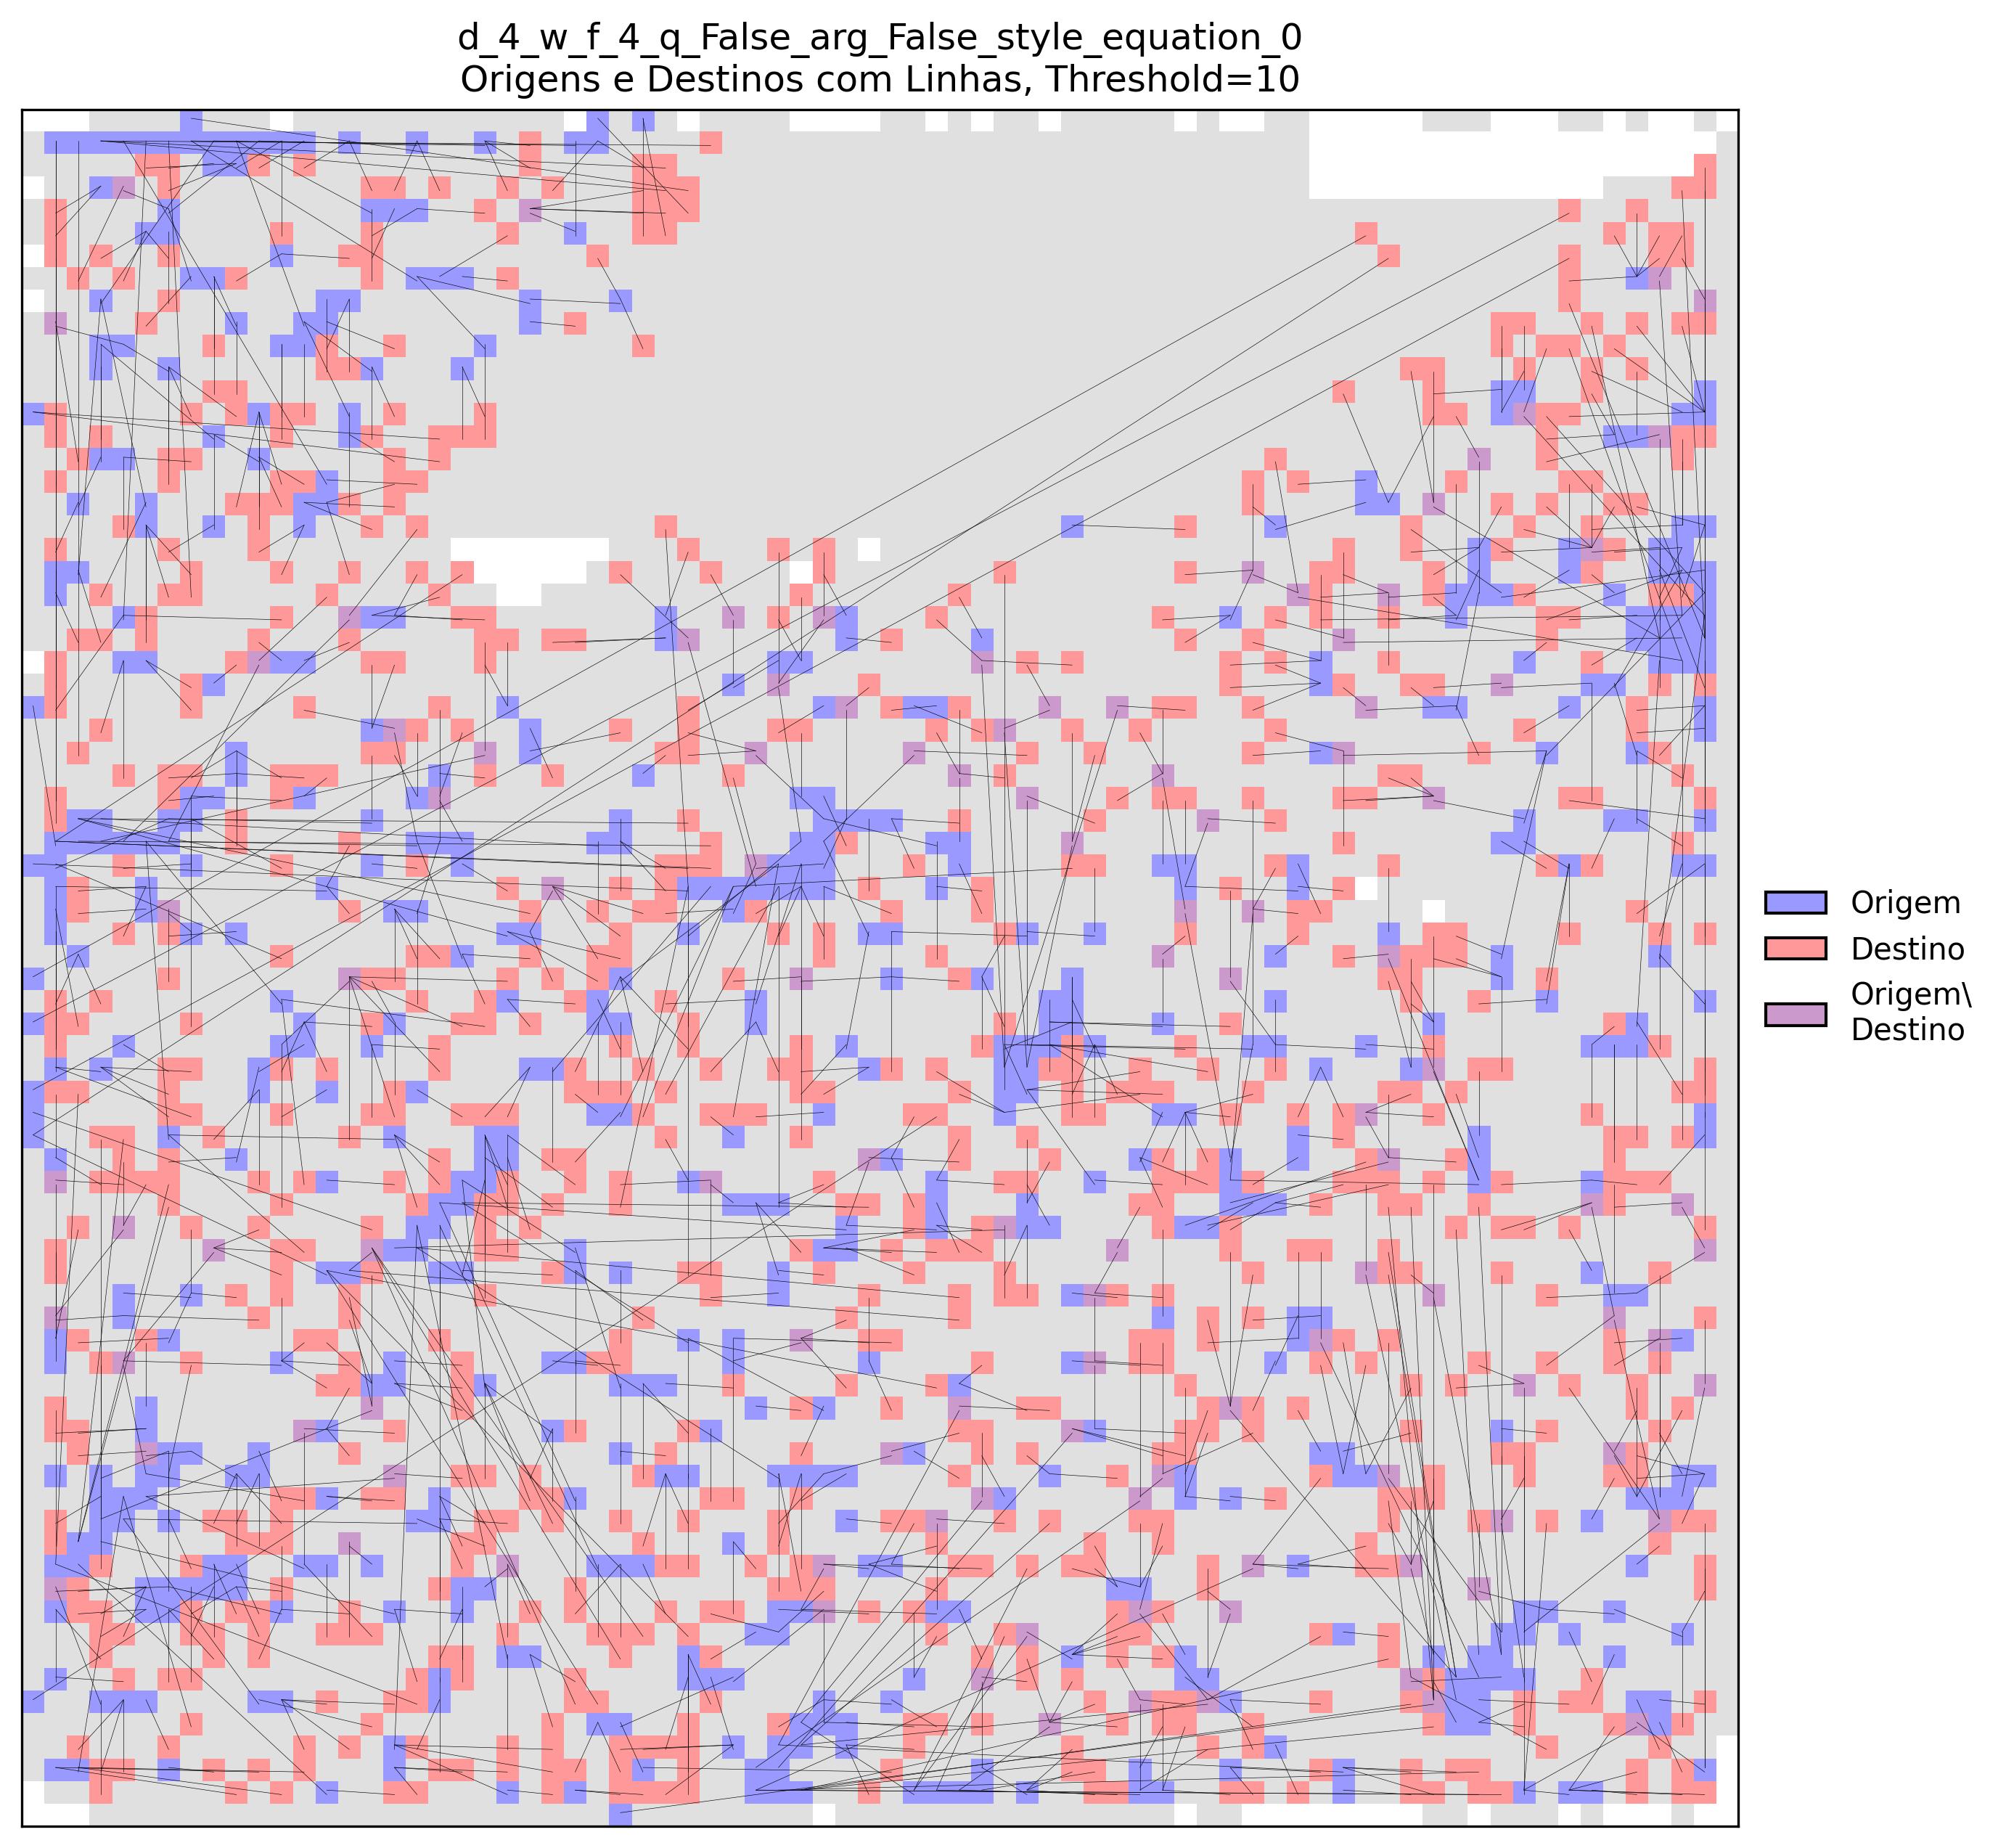 d_4_w_f_4_q_False_arg_False_style_equation_0
Origens e Destinos com Linhas, Threshold=10
Origem
Destino
Origem\
Destino